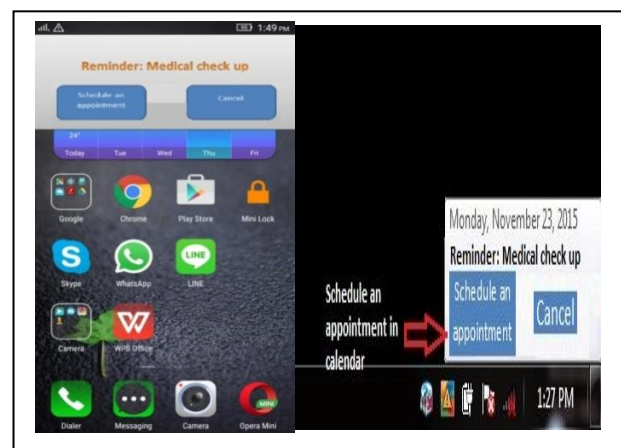 1:49 PM
Reminder: Medical check up
Schedule an
appointment
Cancel
24°
Today Tue Wed Thu Fri
Google Chrome Play Store Mini Lock
Skype WhatsApp LINE
LINE
Camera WPS Office
Dialer Messaging Camera Opera Mini
MINI
Schedule an
appointment in
calendar
Monday, November 23, 2015
Reminder: Medical check up
Schedule an
appointment
Cancel
1:27 PM